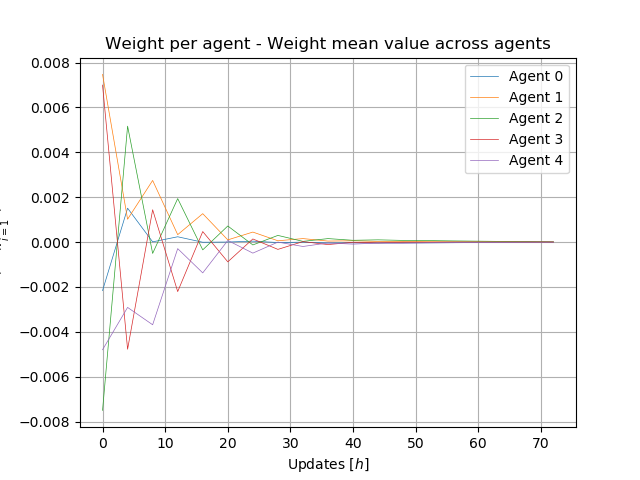 Weight per agent - Weight mean value across agents
0.008
0.006
0.004
0.002
0.000
−0.002
−0.004
−0.006
−0.008
Agent 0
Agent 1
Agent 2
Agent 3
Agent 4
0 10 20 30 40 50 60 70
Updates [h]